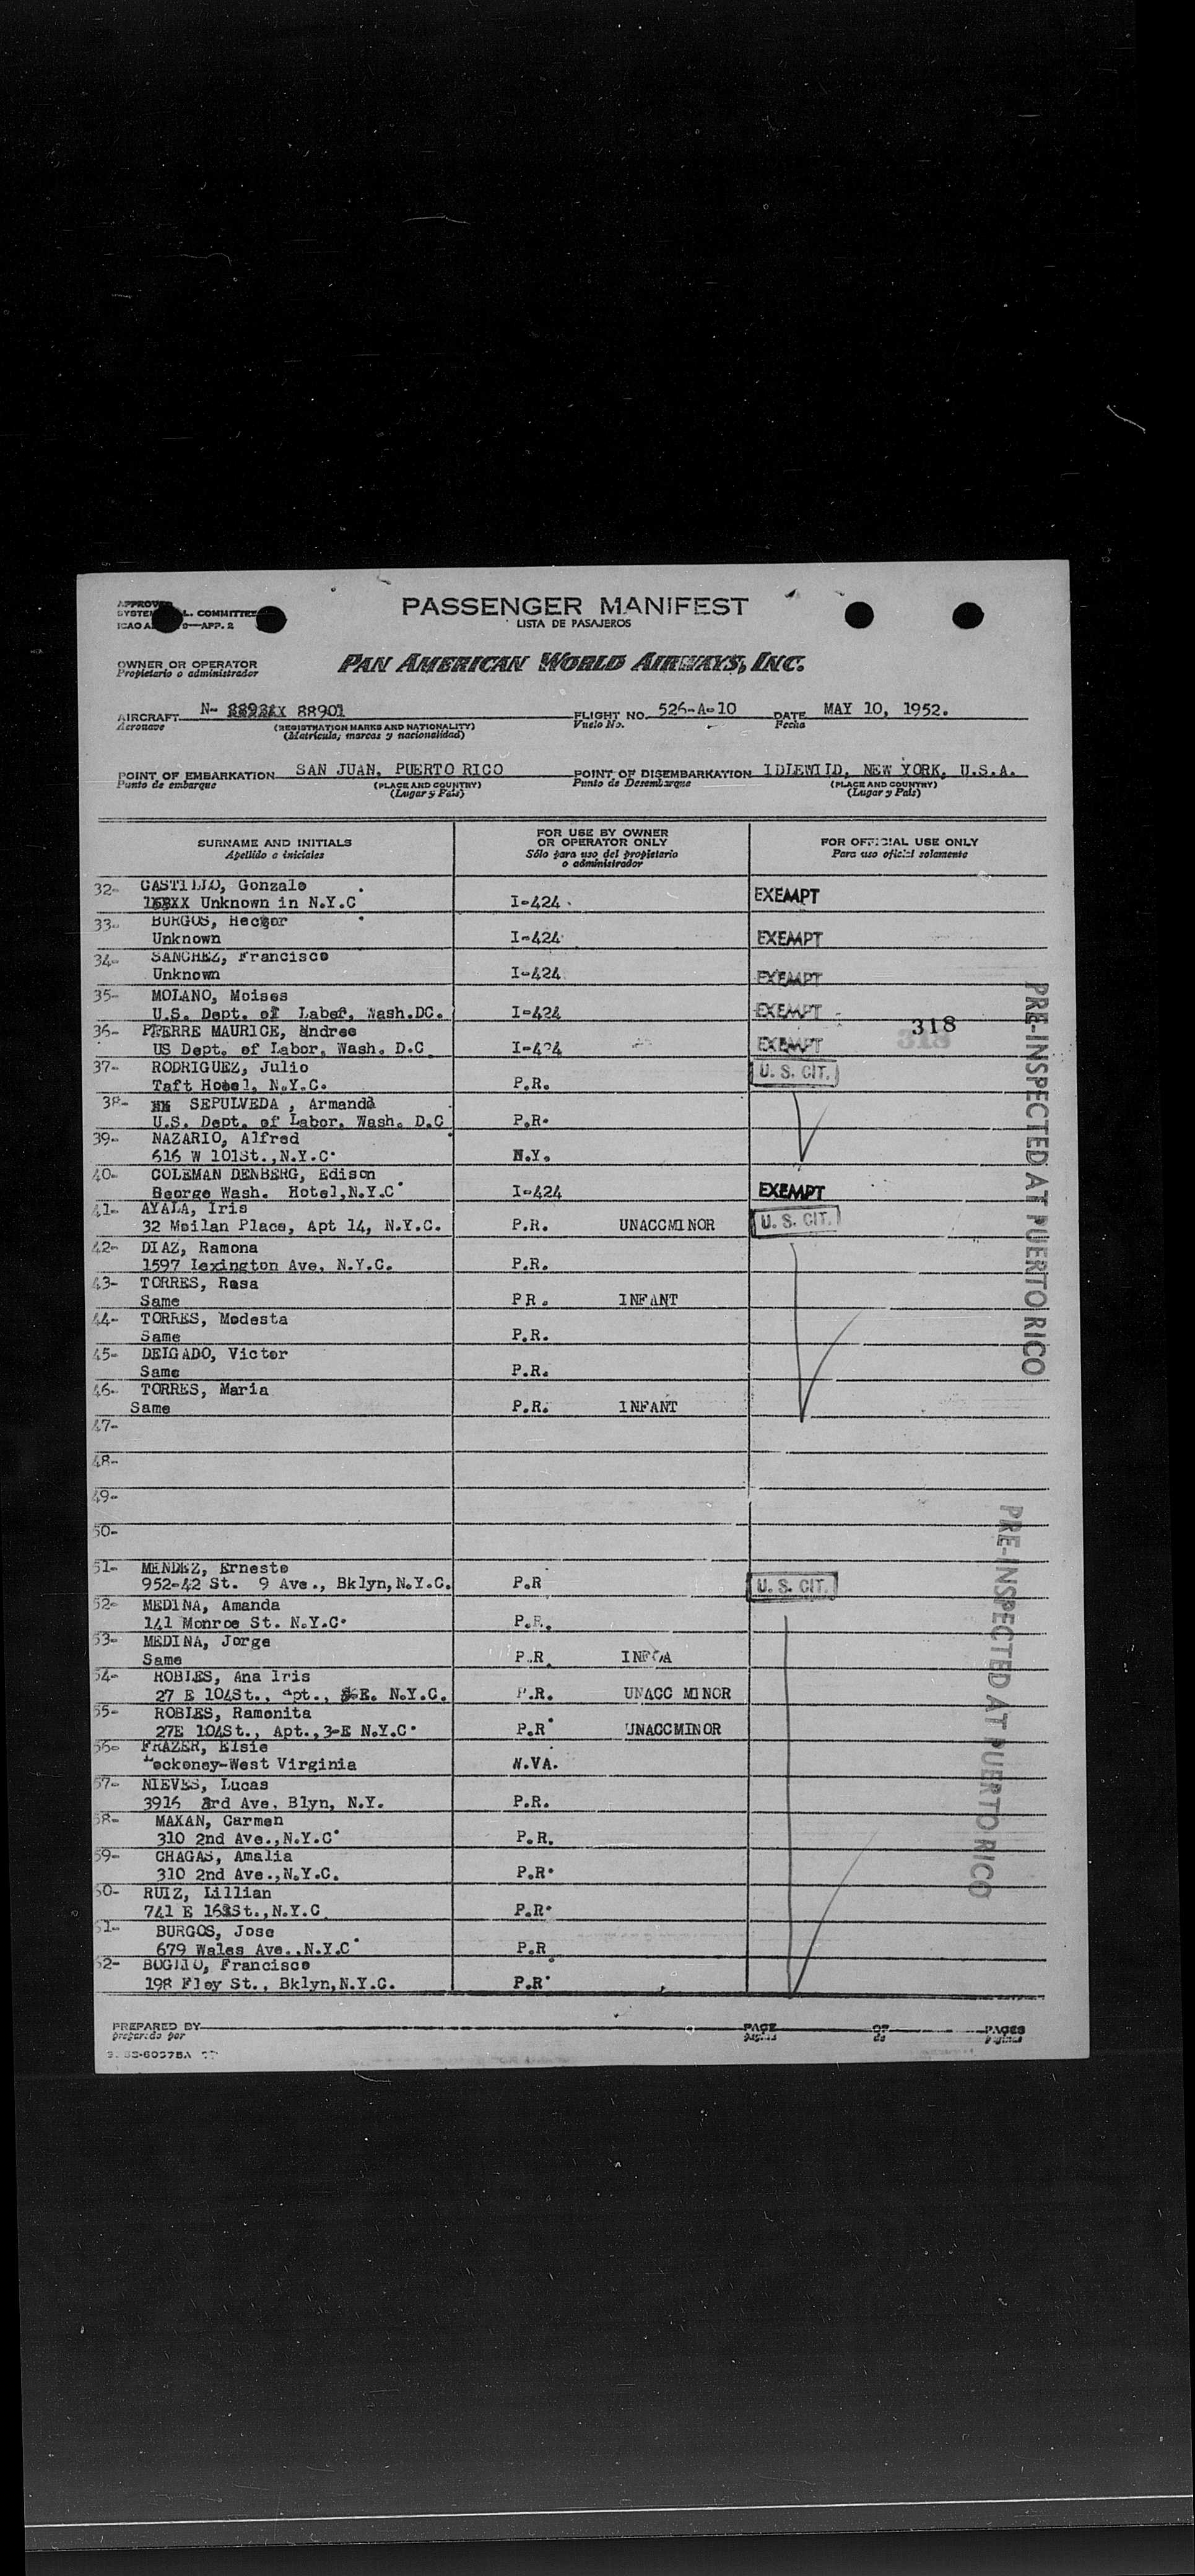 PASSENGER MANIFEST
LISTA DE PASAJEROS
PAN AMERICAN WORLD AIRWAYS, INC.
OWNER OR OPERATOR
Propietario o administrador
AIRCRAFT N- 88901
Aeronave
(REGISTRATION MARKS AND NATIONALITY)
(Matrícula, marcas y nacionalidad)
FLIGHT NO. 526-A-10
Vuelo No.
DATE MAY 10, 1952.
Fecha
POINT OF EMBARKATION SAN JUAN, PUERTO RICO
Punto de embarque
(PLACE AND COUNTRY)
(Lugar y País)
POINT OF DISEMBARKATION IDLEWILD, NEW YORK, U.S.A.
Punto de Desembarque
(PLACE AND COUNTRY)
(Lugar y País)
SURNAME AND INITIALS
Apellido e iniciales
FOR USE BY OWNER
OR OPERATOR ONLY
Sólo para uso del propietario
o administrador
FOR OFFICIAL USE ONLY
Para uso oficial solamente
32- CASTILLO, Gonzalo
Unknown in N.Y.C I-424 EXEMPT
33- BURGOS, Hector
Unknown I-424 EXEMPT
34- SANCHEZ, Francisco
Unknown I-424 EXEMPT
35- MOLANO, Moises
U.S. Dept. of Labor, Wash.DC. I-424 EXEMPT
318
36- PIERRE MAURICE, Andree
US Dept. of Labor, Wash. D.C I-424 EXEMPT
37- RODRIGUEZ, Julio
Taft Hotel, N.Y.C. P.R. U. S. CIT.
38- SEPULVEDA, Armanda
U.S. Dept. of Labor, Wash. D.C P.R.
39- NAZARIO, Alfred
616 W 101St.,N.Y.C. N.Y.
40- COLEMAN DENBERG, Edison
Beorge Wash. Hotel,N.Y.C. I-424 EXEMPT
41- AYALA, Iris
32 Meilan Place, Apt 14, N.Y.C. P.R. UNACCMINOR U. S. CIT.
42- DIAZ, Ramona
1597 Lexington Ave, N.Y.C. P.R.
43- TORRES, Rosa
Same PR. INFANT
44- TORRES, Modesta
Same P.R.
45- DELGADO, Victor
Same P.R.
46- TORRES, Maria
Same P.R. INFANT
47-
48-
49-
50-
51- MENDEZ, Ernesto
952-42 St. 9 Ave., Bklyn,N.Y.C. P.R U. S. CIT.
52- MEDINA, Amanda
141 Monroe St. N.Y.C. P.R.
53- MEDINA, Jorge
Same P.R.
54- ROBLES, Ana Iris
27 E 104St., Apt., E. N.Y.C. P.R. UNACC MINOR
55- ROBLES, Ramonita
27E 104St., Apt.,3-E N.Y.C. P.R. UNACCMINOR
56- FRAZER, Elsie
-West Virginia W.VA.
57- NIEVES, Lucas
3916 3rd Ave, Blyn, N.Y. P.R.
58- MAXAN, Carmen
310 2nd Ave.,N.Y.C. P.R.
59- CHAGAS, Amalia
310 2nd Ave.,N.Y.C. P.R.
60- RUIZ, Lillian
741 E St.,N.Y.C P.R.
61- BURGOS, Jose
679 Wales Ave.,N.Y.C. P.R
62- Francisco
198 Floy St., Bklyn,N.Y.C. P.R.
PRE-INSPECTED AT PUERTO RICO
PRE-INSPECTED AT PUERTO RICO
PREPARED BY
preparado por
PAGE
página
OF
de
PAGES
páginas